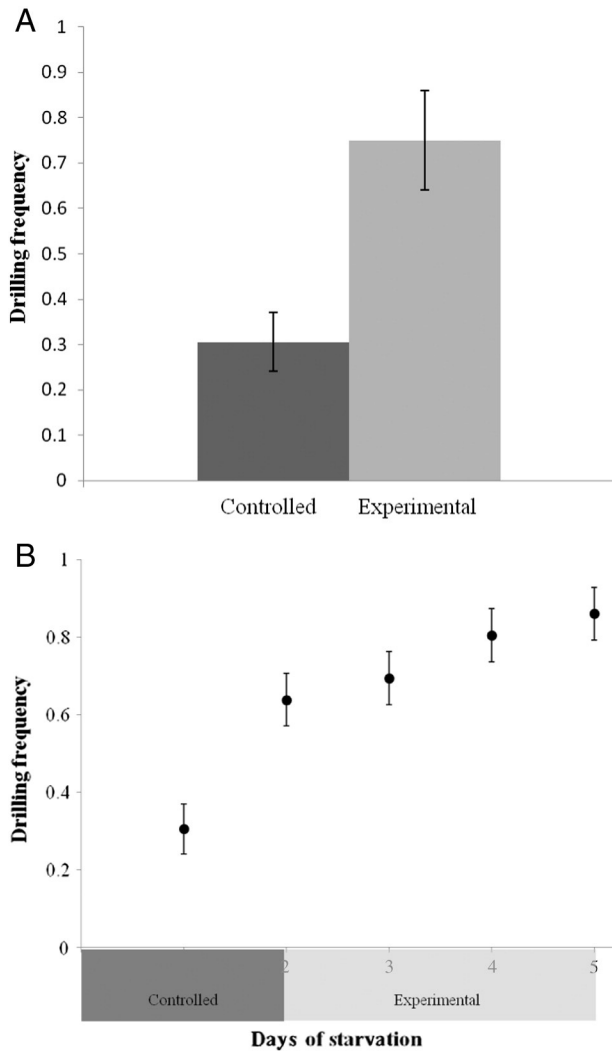 A
1
0.9
0.8
0.7
0.6
0.5
0.4
0.3
0.2
0.1
0
Drilling frequency
Controlled Experimental
B
1
0.8
0.6
0.4
0.2
0
Drilling frequency
2 3 4 5
Controlled Experimental
Days of starvation